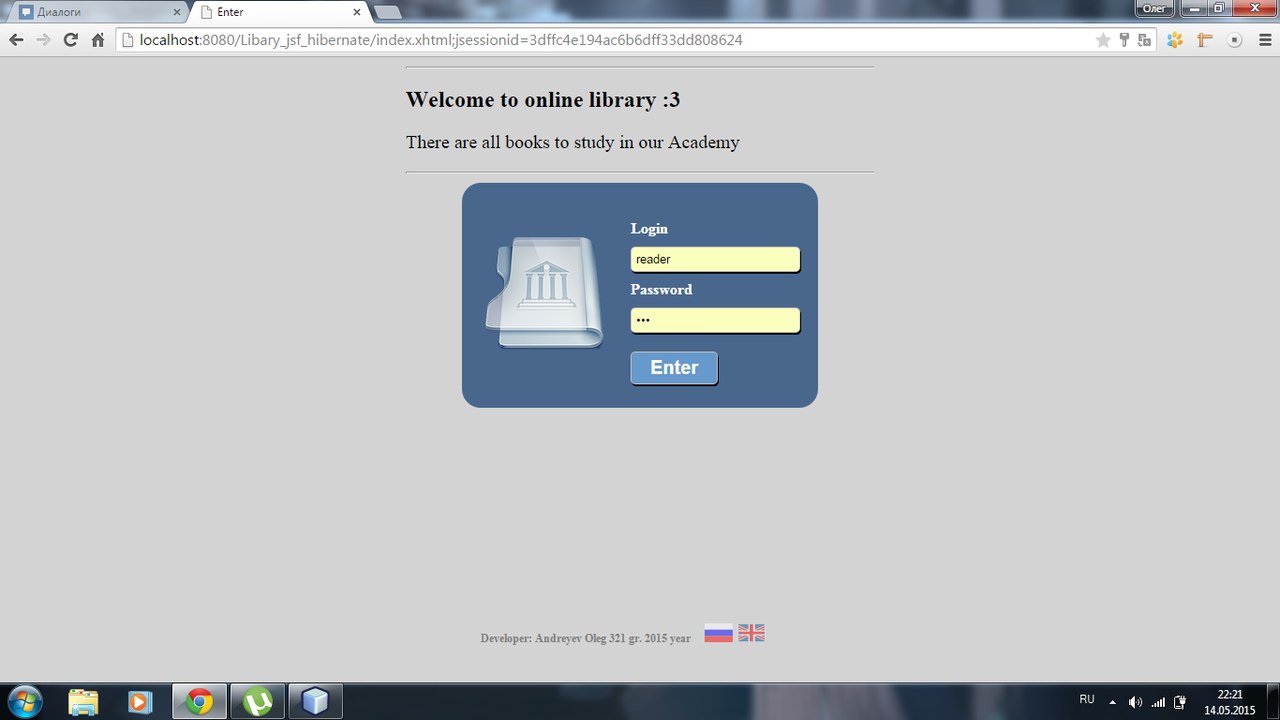 Диалоги
Enter
Олег
localhost:8080/Libary_jsf_hibernate/index.xhtml;jsessionid=3dffc4e194ac6b6dff33dd808624
Welcome to online library :3
There are all books to study in our Academy
Login
reader
Password
•••
Enter
Developer: Andreyev Oleg 321 gr. 2015 year
RU
22:21
14.05.2015